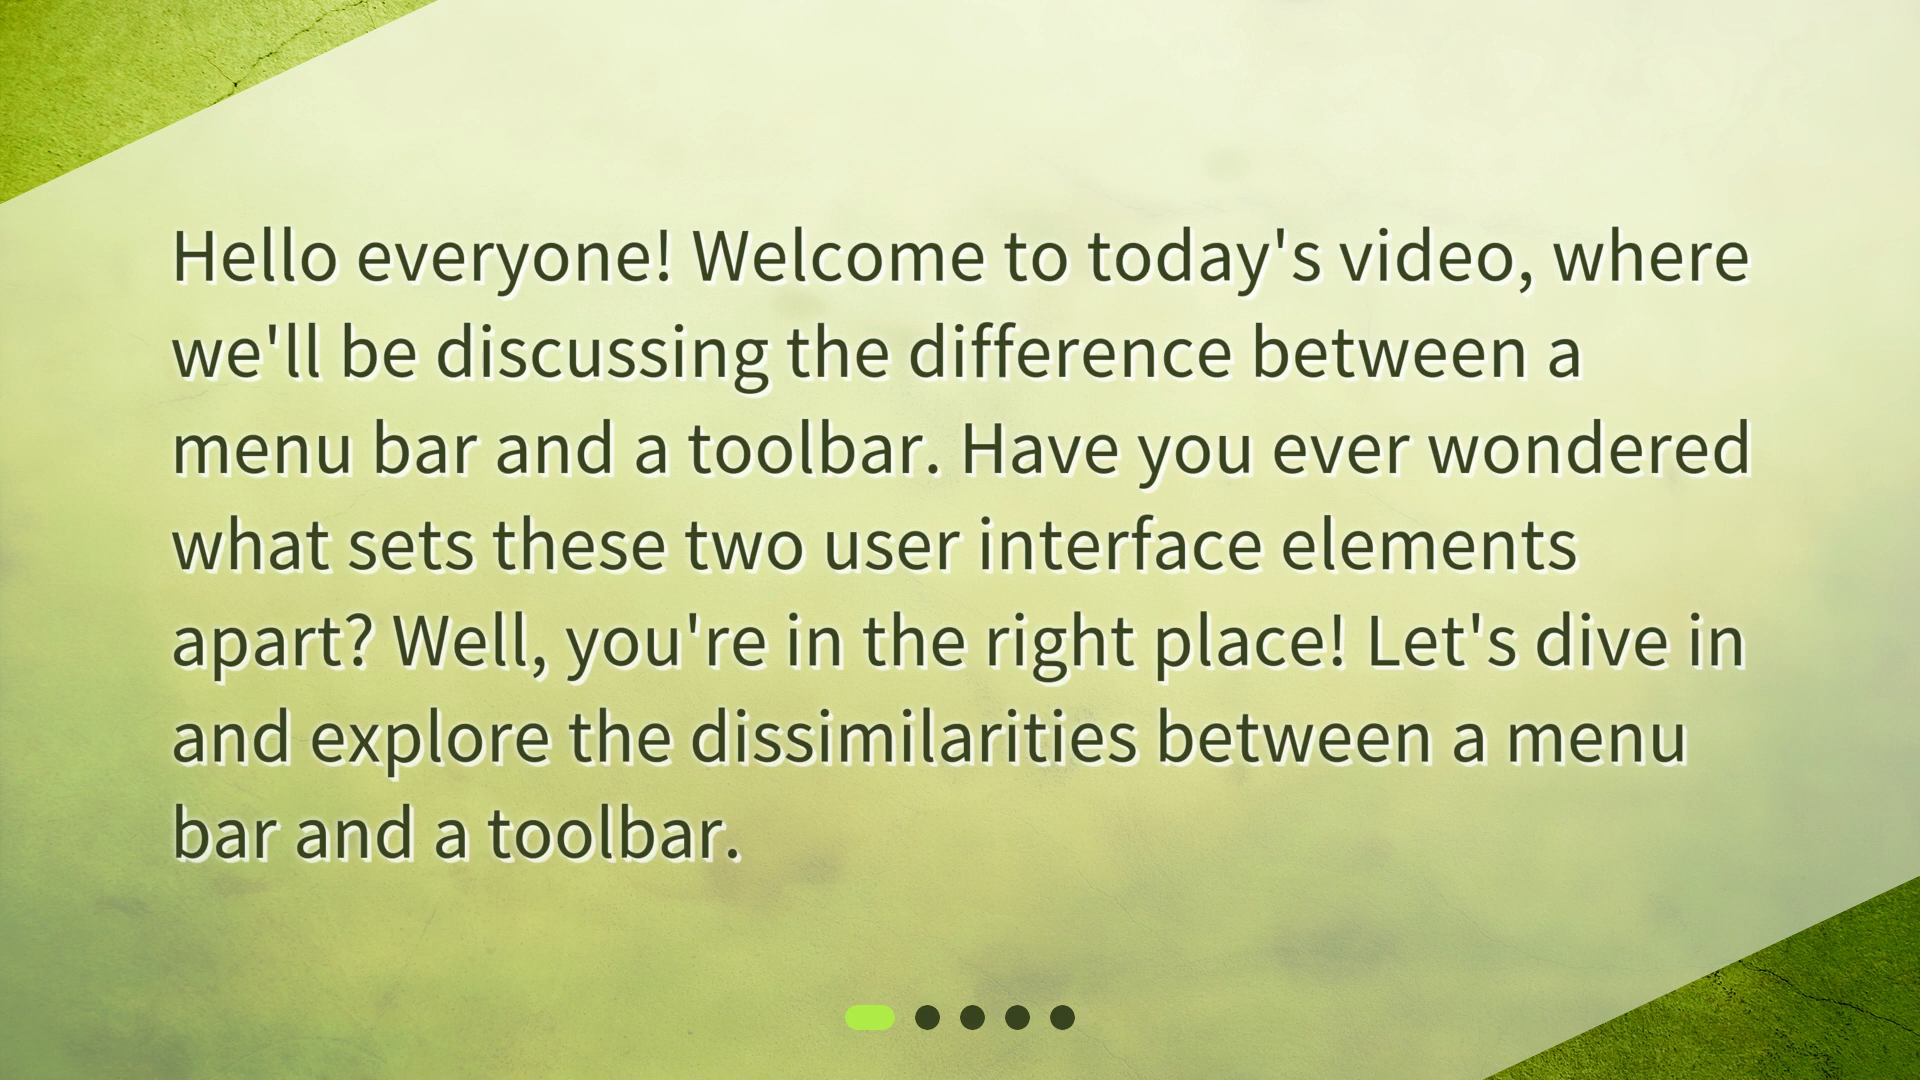 Hello everyone! Welcome to today's video, where
we'll be discussing the difference between a
menu bar and a toolbar. Have you ever wondered
what sets these two user interface elements
apart? Well, you're in the right place! Let's dive in
and explore the dissimilarities between a menu
bar and a toolbar.